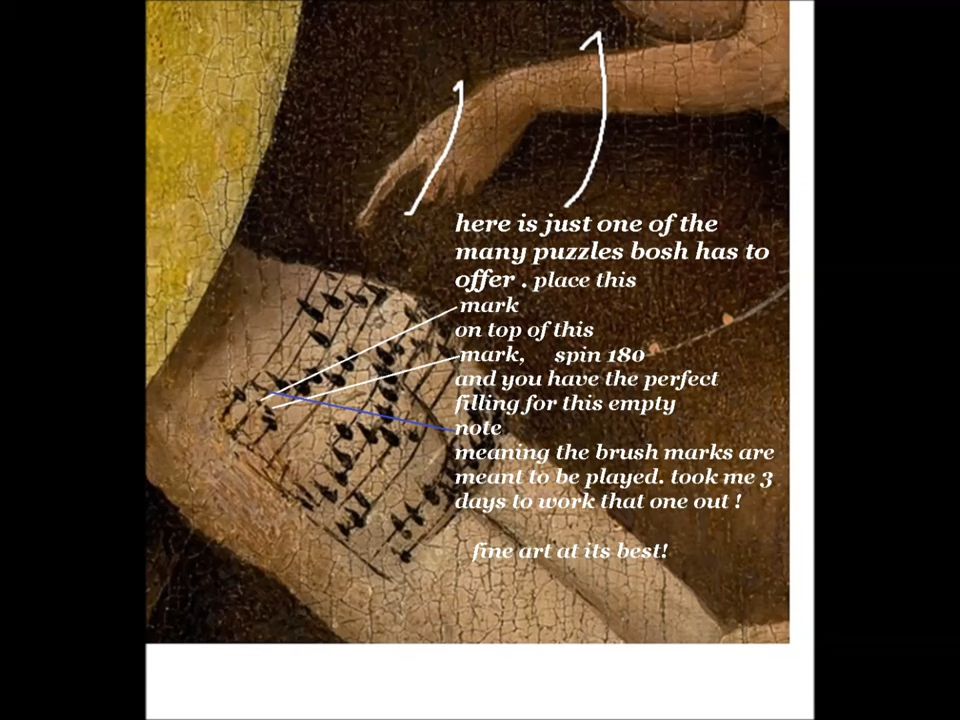 here is just one of the
many puzzles bosh has to
offer . place this
mark
on top of this
mark, spin 180
and you have the perfect
filling for this empty
note
meaning the brush marks are
meant to be played. took me 3
days to work that one out !
fine art at its best!